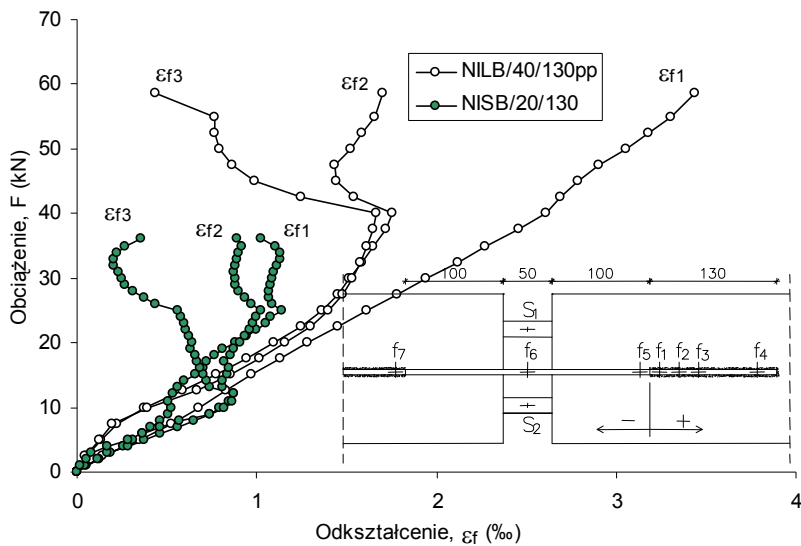 70
60
50
40
30
20
10
0
Obciążenie, F (kN)
εf3
εf2
εf1
NILB/40/130pp
NISB/20/130
εf3
εf2
εf1
100
50
100
130
S1
f7
f6
f5
f1
f2
f3
f4
S2
−
+
0
1
2
3
4
Odkształcenie, εf (‰)